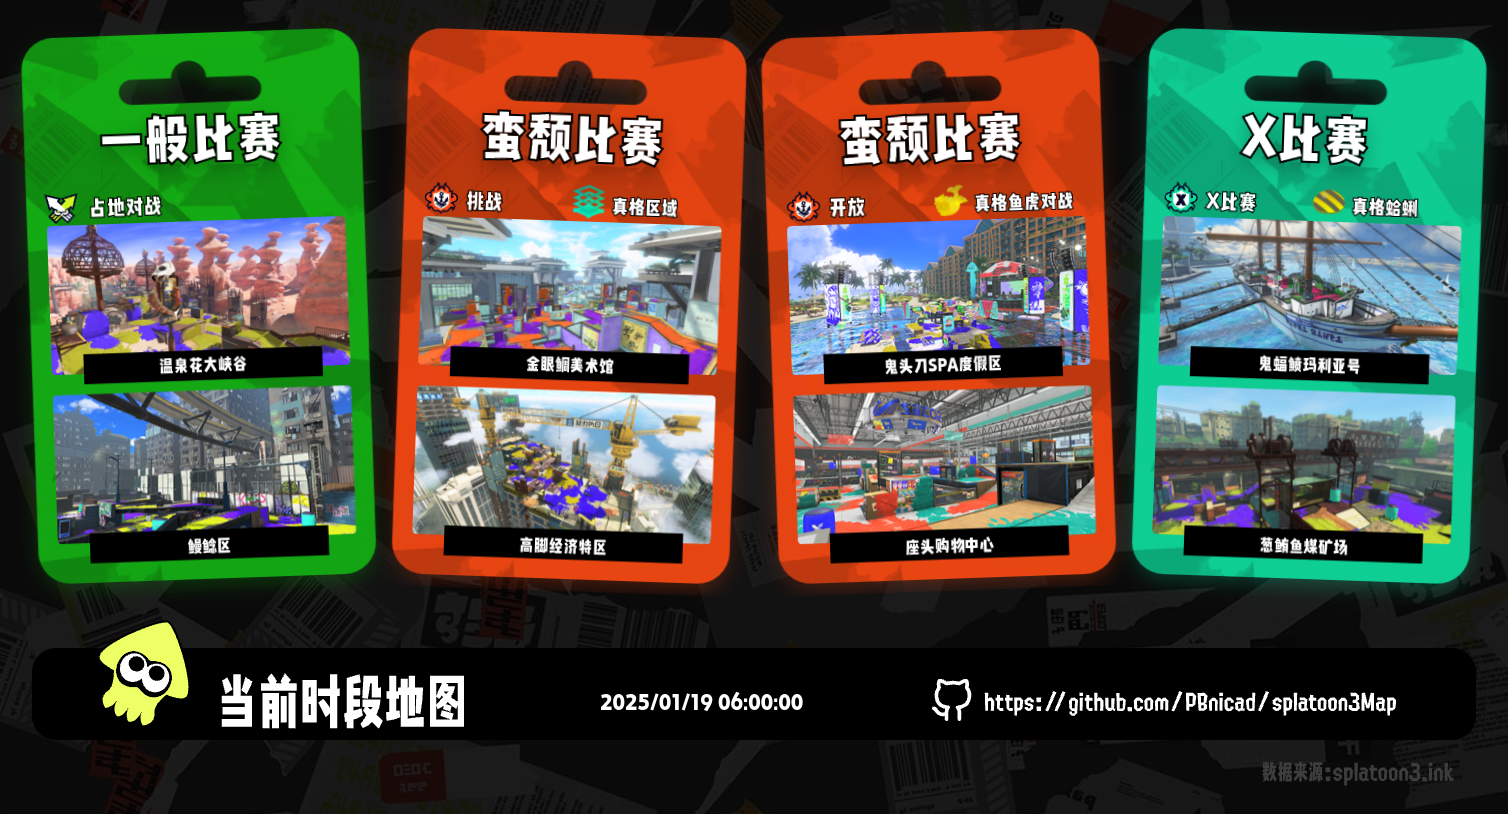 一般比赛
占地对战
温泉花大峡谷
鳗鲶区
蛮颓比赛
挑战
真格区域
金眼鲷美术馆
高脚经济特区
蛮颓比赛
开放
真格鱼虎对战
鬼头刀SPA度假区
座头购物中心
X比赛
X比赛
真格蛤蜊
鬼蝠鲼玛利亚号
葱鲔鱼煤矿场
当前时段地图
2025/01/19 06:00:00
https://github.com/PBnicad/splatoon3Map
数据来源:splatoon3.ink